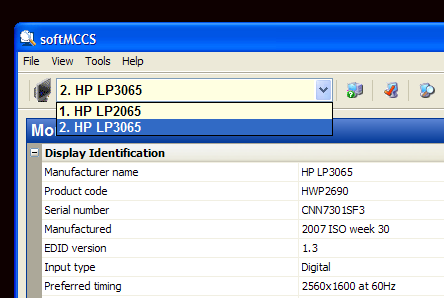 softMCCS
File View Tools Help
2. HP LP3065
1. HP LP2065
2. HP LP3065
Display Identification
Manufacturer name HP LP3065
Product code HWP2690
Serial number CNN7301SF3
Manufactured 2007 ISO week 30
EDID version 1.3
Input type Digital
Preferred timing 2560x1600 at 60Hz